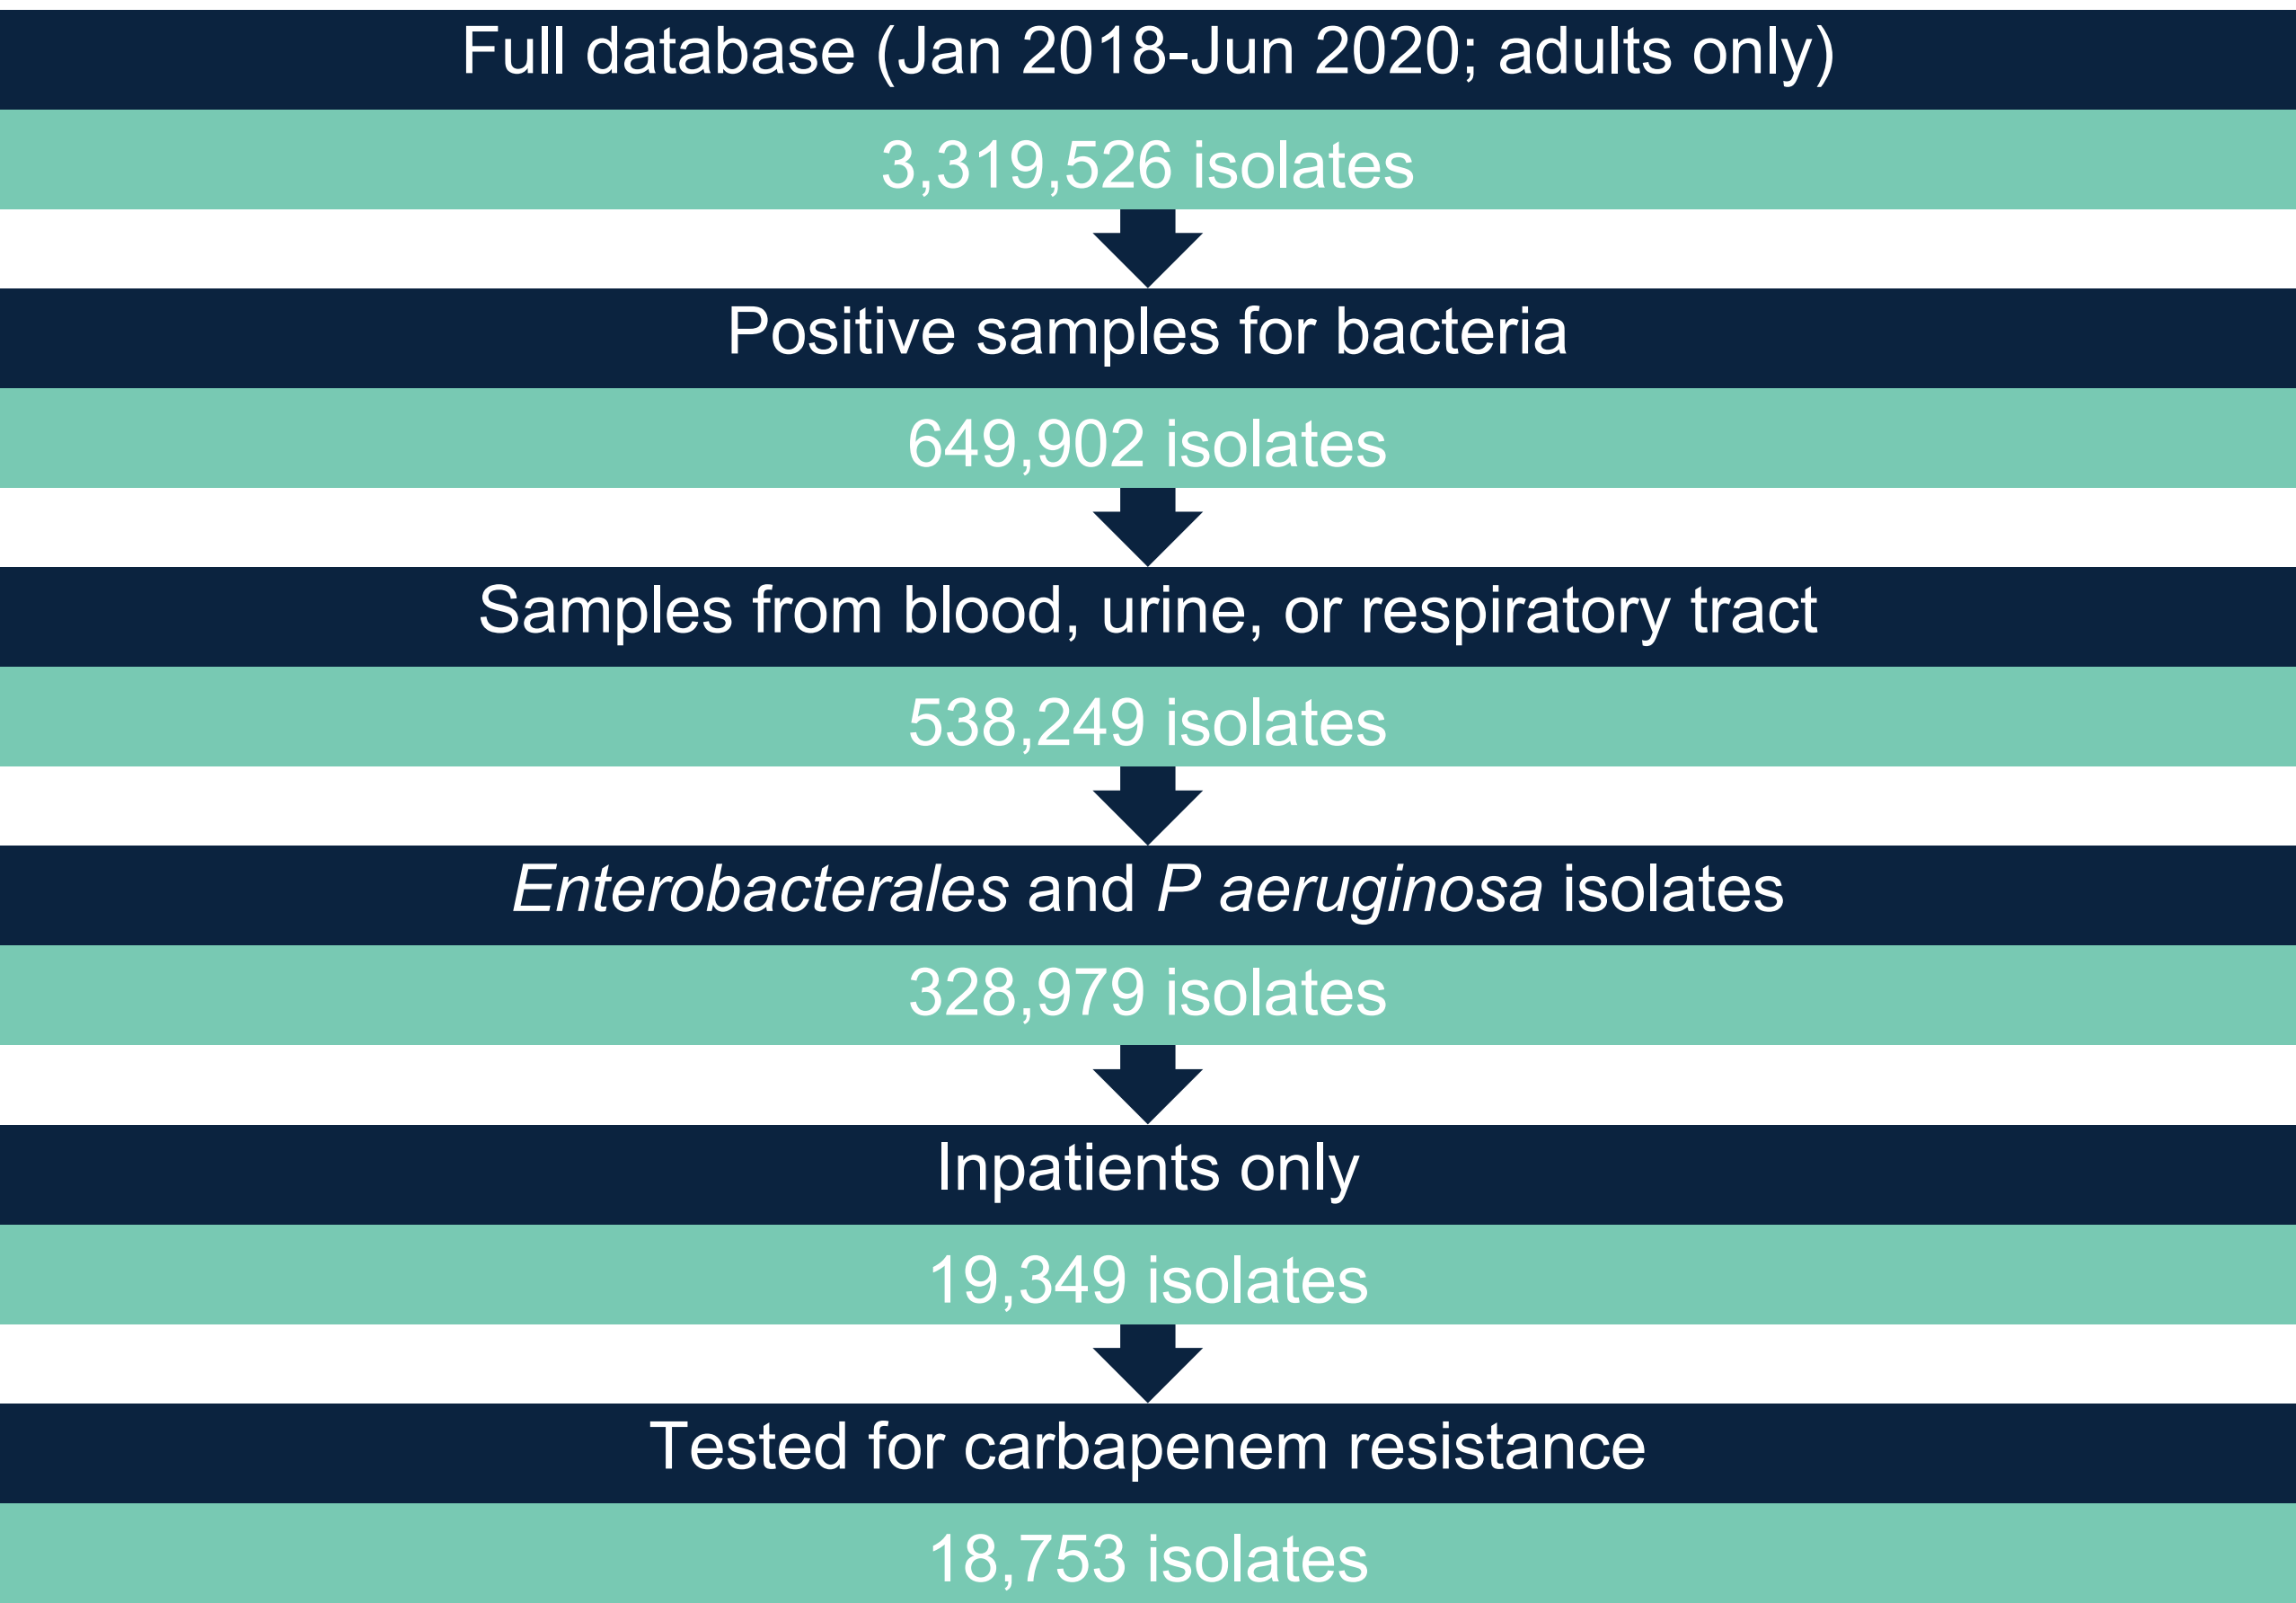 Full database (Jan 2018-Jun 2020; adults only)
3,319,526 isolates
Positive samples for bacteria
649,902 isolates
Samples from blood, urine, or respiratory tract
538,249 isolates
Enterobacterales and P aeruginosa isolates
328,979 isolates
Inpatients only
19,349 isolates
Tested for carbapenem resistance
18,753 isolates